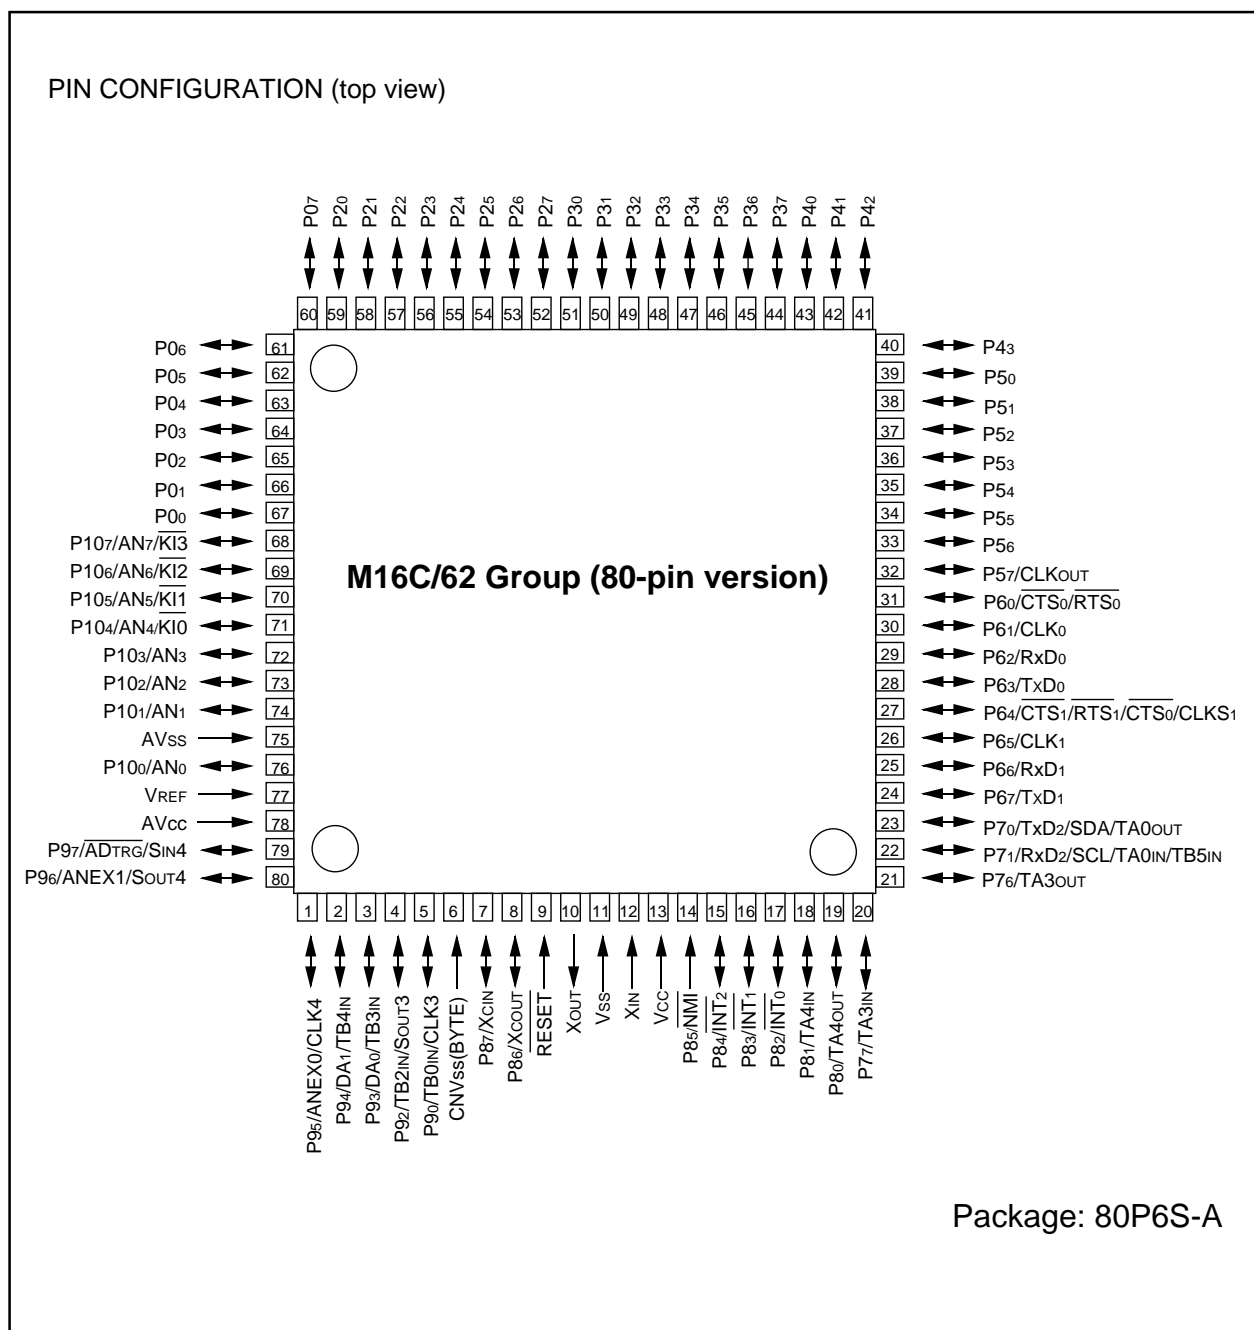 PIN CONFIGURATION (top view)
P07
P20
P21
P22
P23
P24
P25
P26
P27
P30
P31
P32
P33
P34
P35
P36
P37
P40
P41
P42
60 59 58 57 56 55 54 53 52 51 50 49 48 47 46 45 44 43 42 41
P06 61
P05 62
P04 63
P03 64
P02 65
P01 66
P00 67
P107/AN7/KI3 68
P106/AN6/KI2 69
P105/AN5/KI1 70
P104/AN4/KI0 71
P103/AN3 72
P102/AN2 73
P101/AN1 74
AVSS 75
P100/AN0 76
VREF 77
AVCC 78
P97/ADTRG/SIN4 79
P96/ANEX1/SOUT4 80
M16C/62 Group (80-pin version)
40 P43
39 P50
38 P51
37 P52
36 P53
35 P54
34 P55
33 P56
32 P57/CLKOUT
31 P60/CTS0/RTS0
30 P61/CLK0
29 P62/RxD0
28 P63/TxD0
27 P64/CTS1/RTS1/CTS0/CLKS1
26 P65/CLK1
25 P66/RxD1
24 P67/TxD1
23 P70/TxD2/SDA/TA0OUT
22 P71/RxD2/SCL/TA0IN/TB5IN
21 P76/TA3OUT
1 2 3 4 5 6 7 8 9 10 11 12 13 14 15 16 17 18 19 20
P95/ANEX0/CLK4
P94/DA1/TB4IN
P93/DA0/TB3IN
P92/TB2IN/SOUT3
P90/TB0IN/CLK3
CNVss(BYTE)
P87/XCIN
P86/XCOUT
RESET
XOUT
VSS
XIN
VCC
P85/NMI
P84/INT2
P83/INT1
P82/INT0
P81/TA4IN
P80/TA4OUT
P77/TA3IN
Package: 80P6S-A